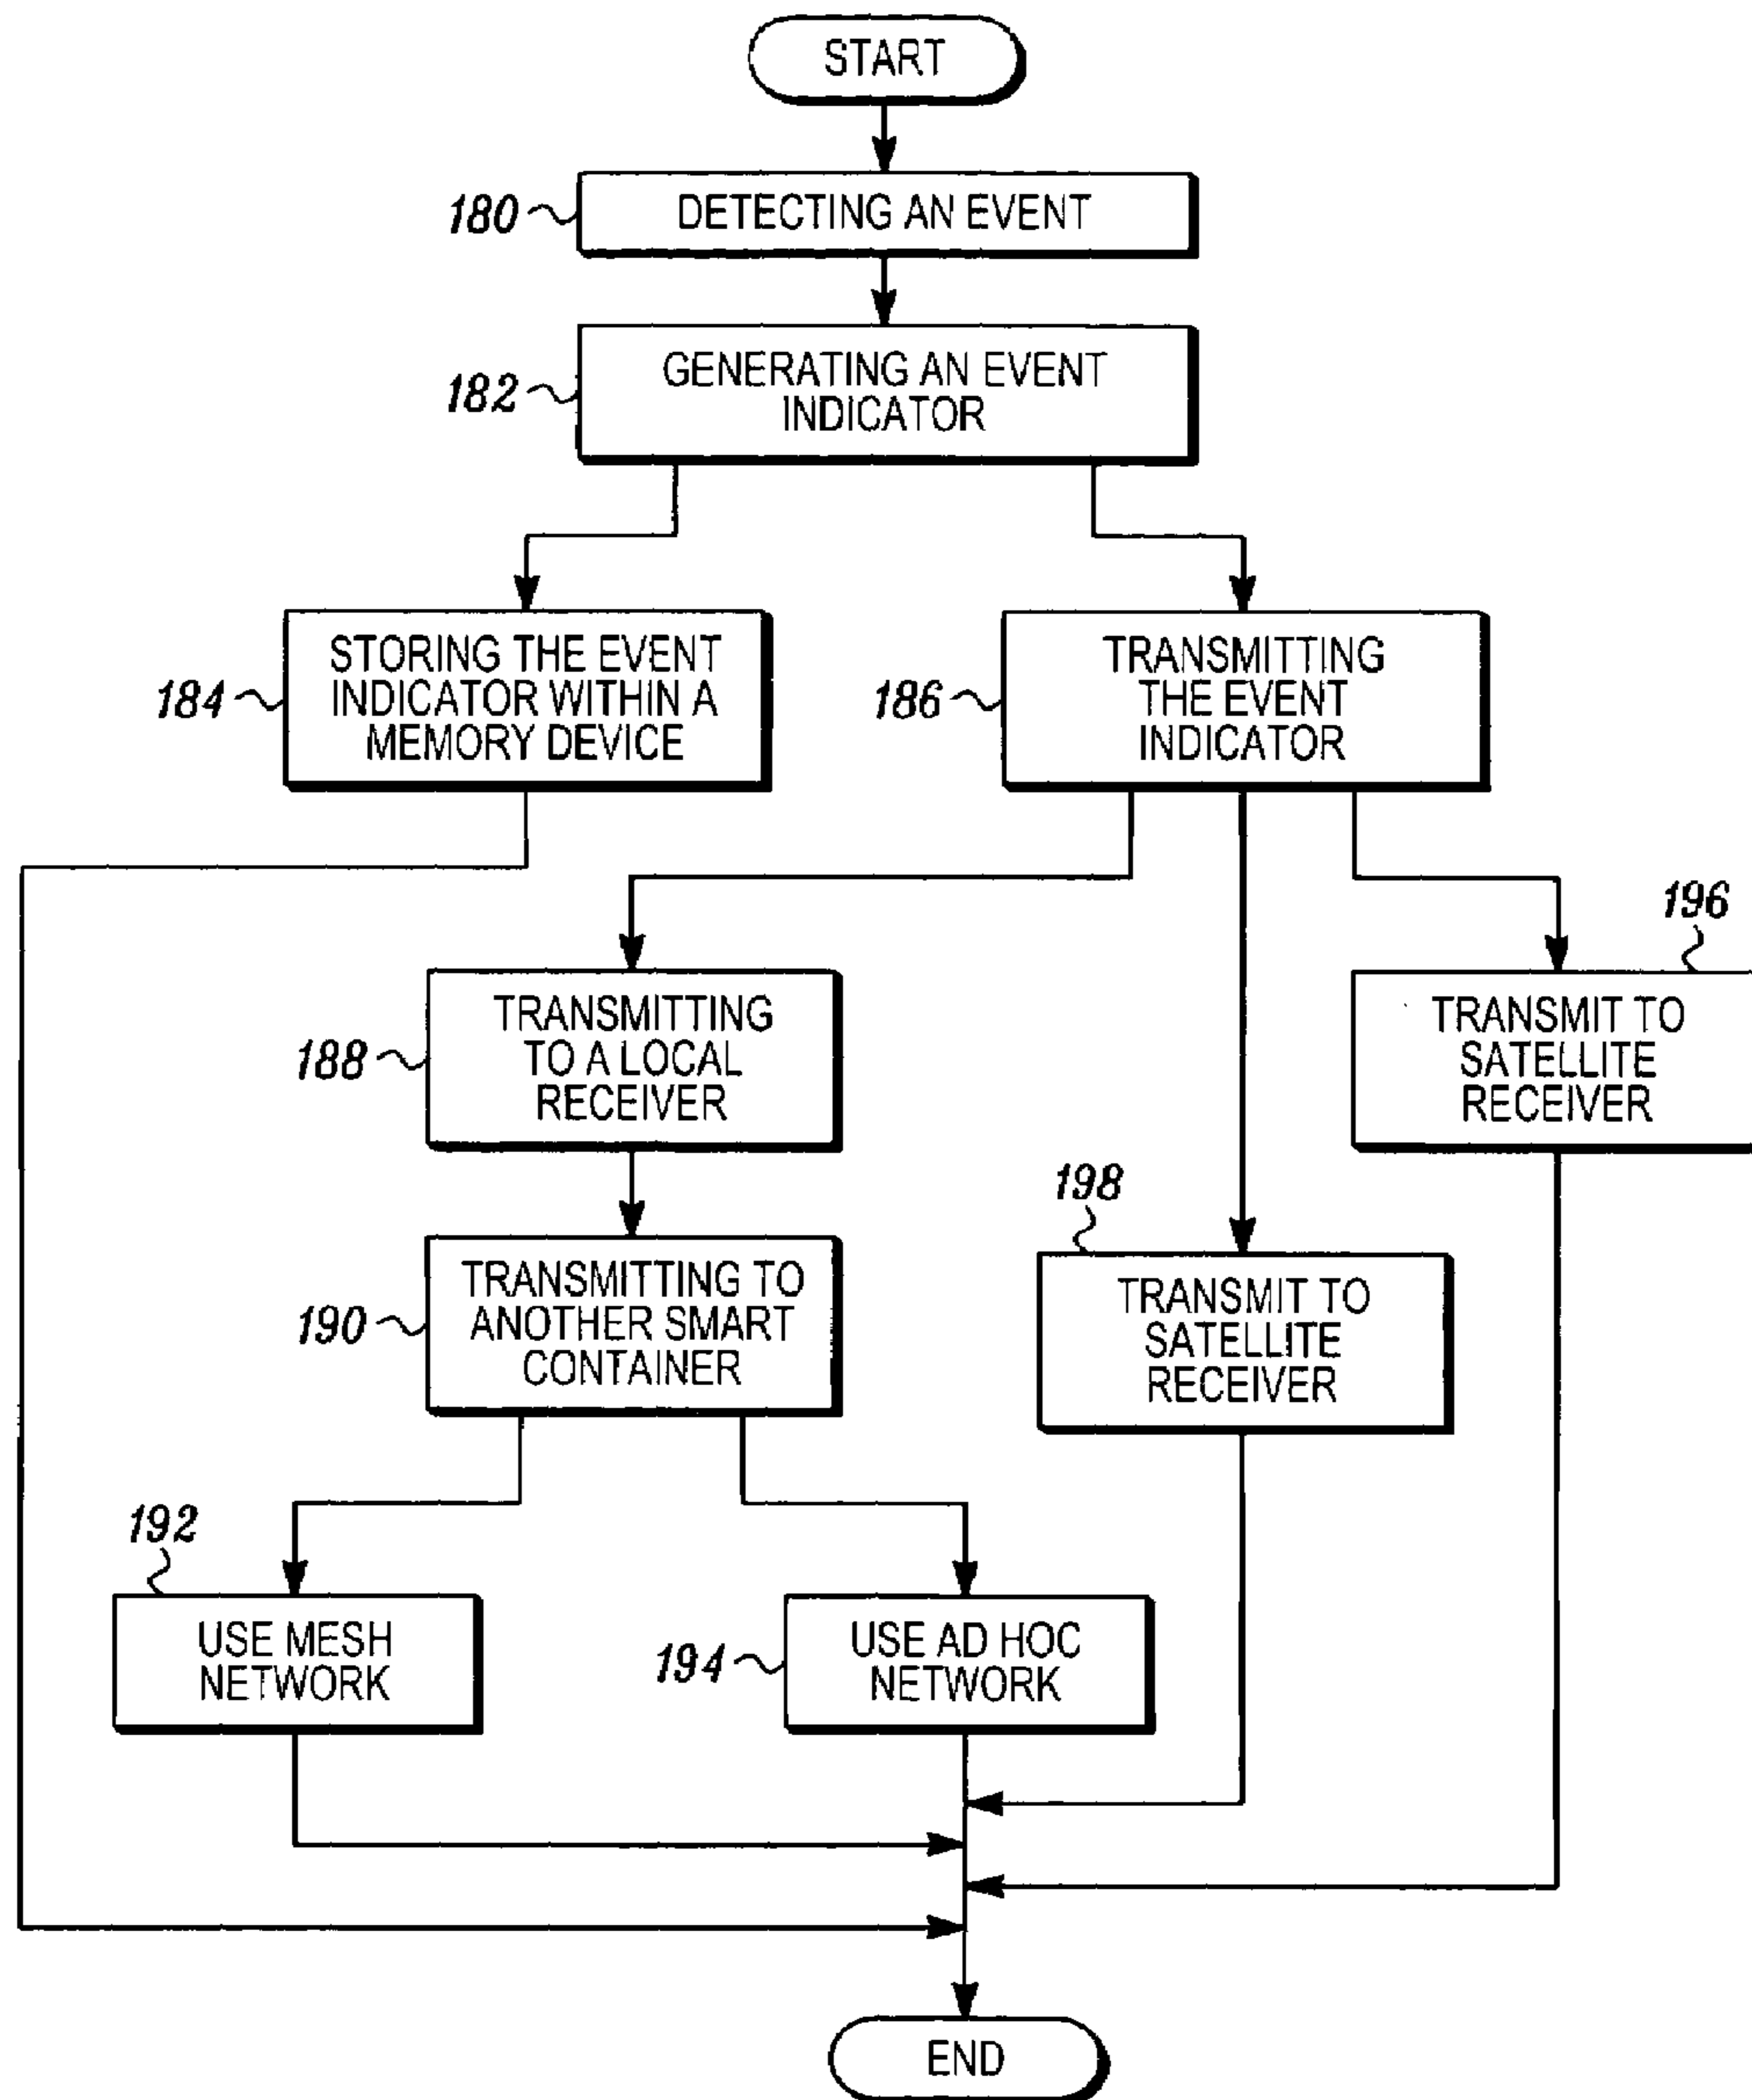 START
180
DETECTING AN EVENT
182
GENERATING AN EVENT
INDICATOR
184
STORING THE EVENT
INDICATOR WITHIN A
MEMORY DEVICE
186
TRANSMITTING
THE EVENT
INDICATOR
188
TRANSMITTING
TO A LOCAL
RECEIVER
196
TRANSMIT TO
SATELLITE
RECEIVER
190
TRANSMITTING TO
ANOTHER SMART
CONTAINER
198
TRANSMIT TO
SATELLITE
RECEIVER
192
USE MESH
NETWORK
194
USE AD HOC
NETWORK
END